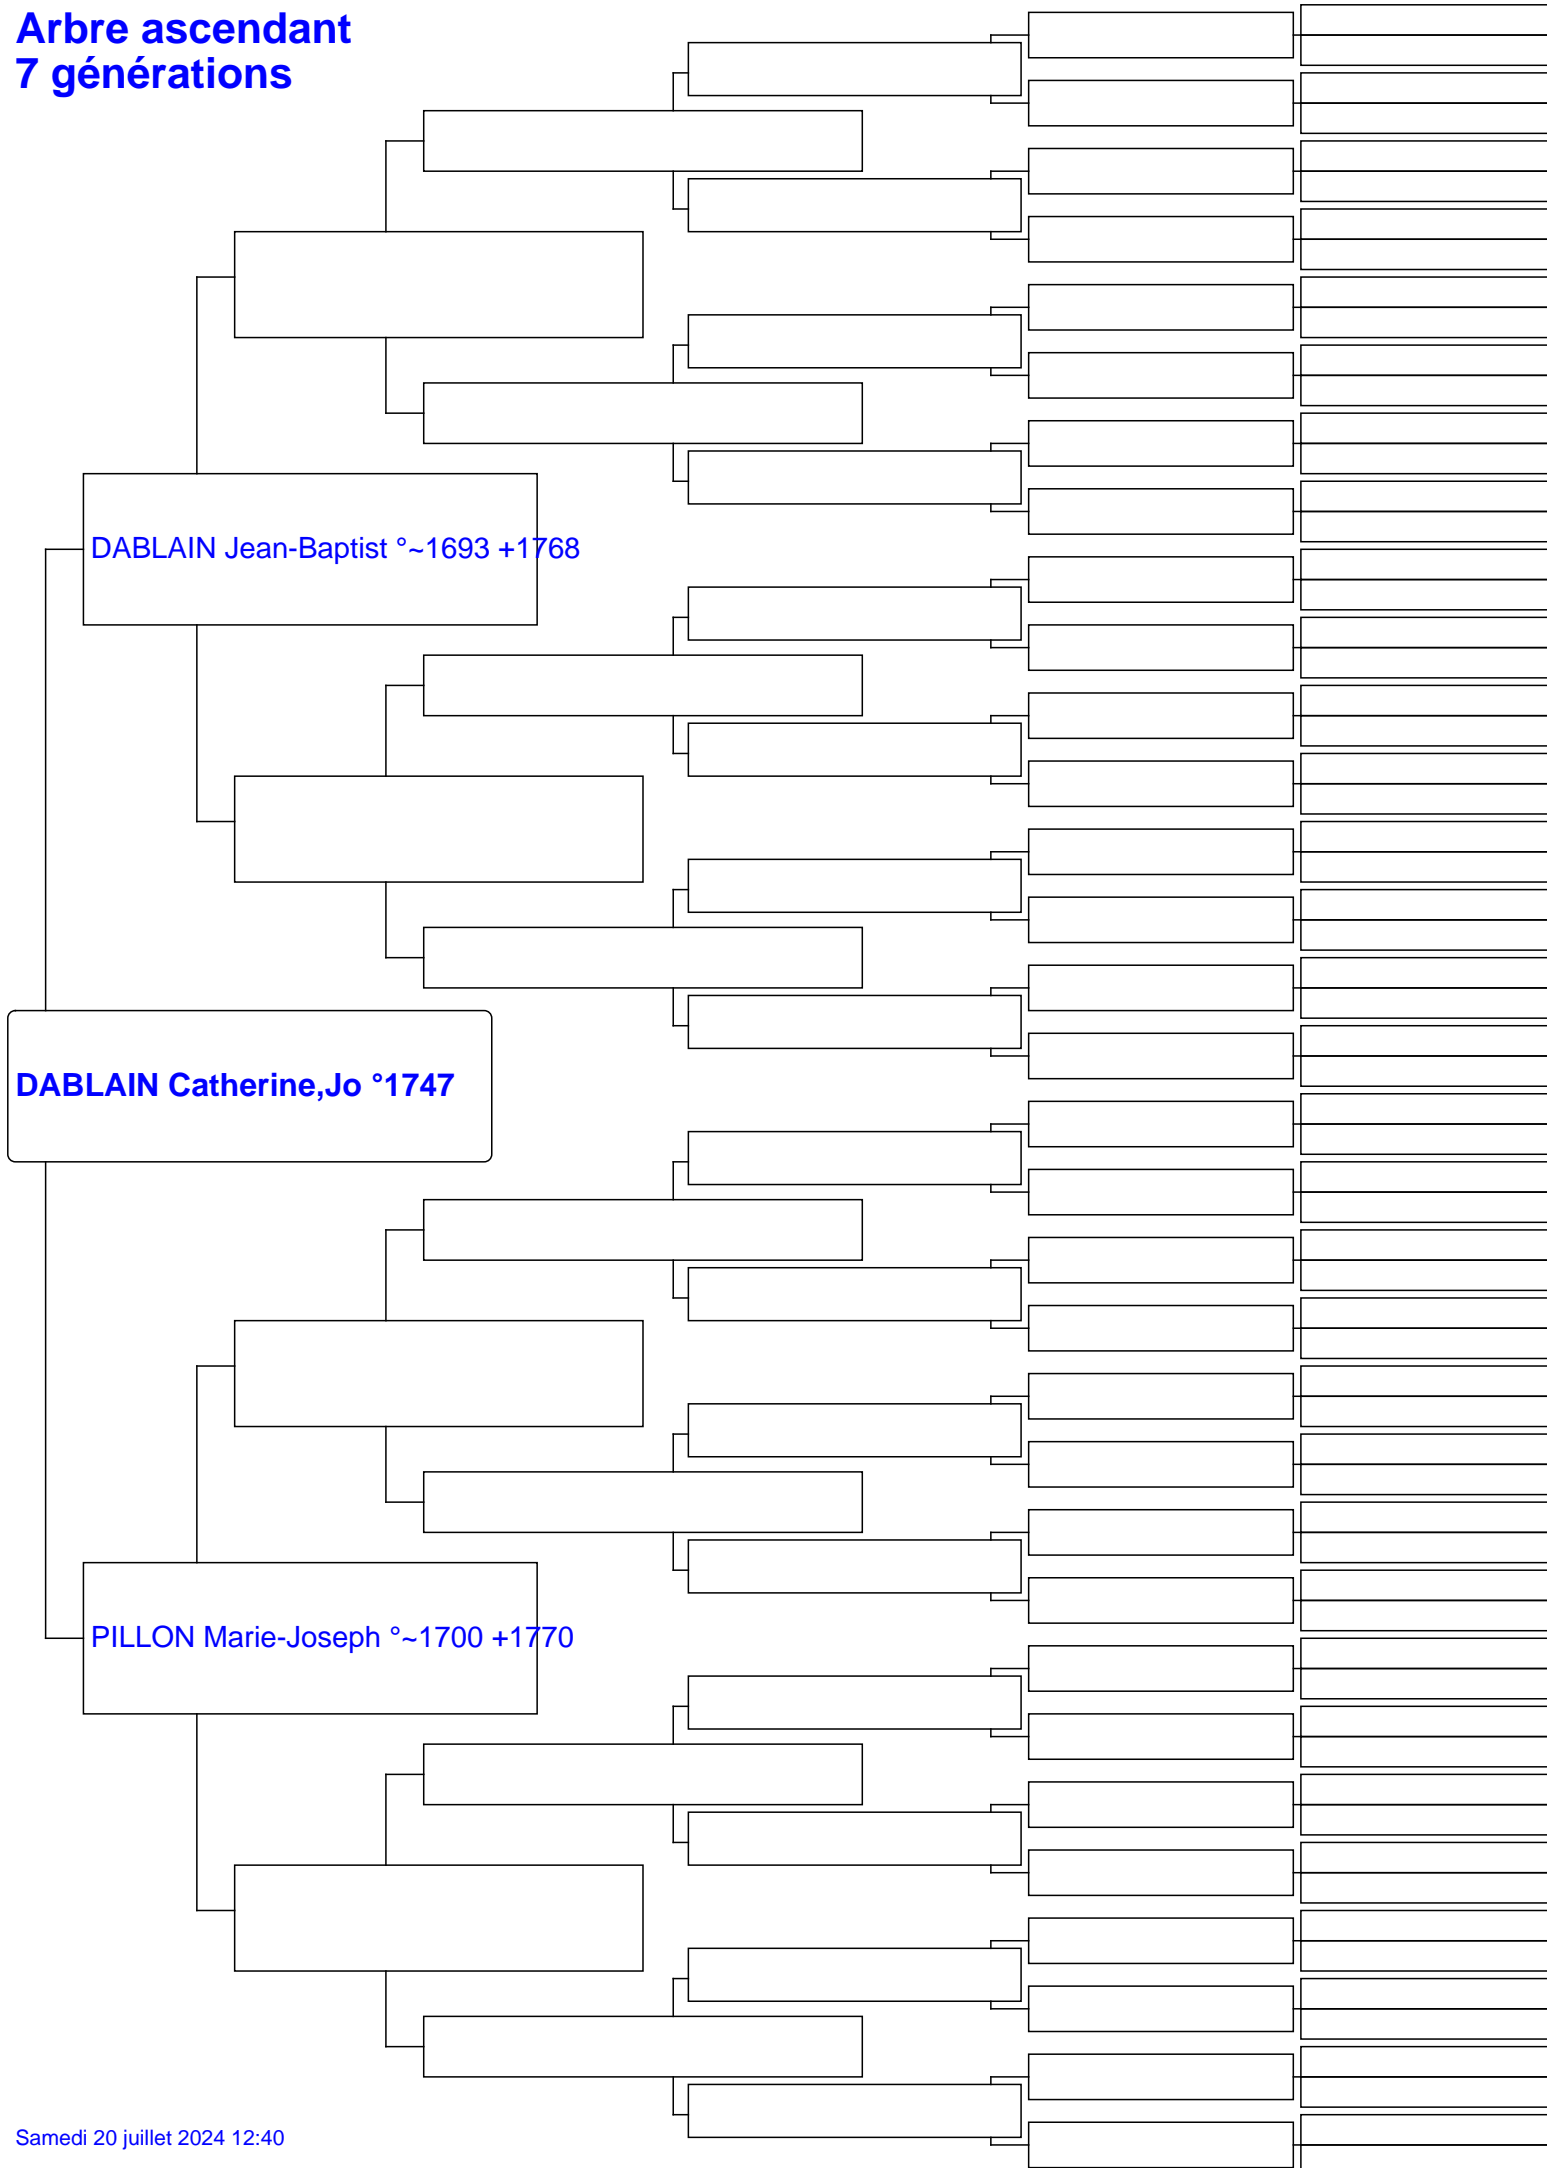 Arbre ascendant
7 générations
DABLAIN Jean-Baptist °~1693 +1768
DABLAIN Catherine,Jo °1747
PILLON Marie-Joseph °~1700 +1770
Samedi 20 juillet 2024 12:40